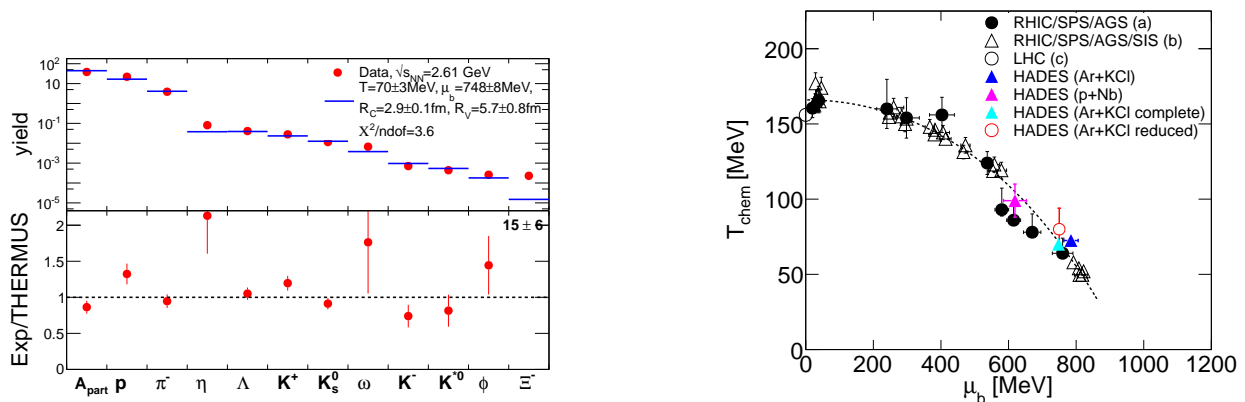 10²
10
10⁻¹
10⁻³
10⁻⁵
yield
Data, √s_NN=2.61 GeV
T=70±3MeV, μ_b=748±8MeV,
R_C=2.9±0.1fm, R_V=5.7±0.8fm
Χ²/ndof=3.6
2
1.5
1
0.5
0
Exp/THERMUS
15 ± 6
A_part p π⁻ η Λ K⁺ K⁰_s ω K⁻ K*⁰ φ Ξ⁻
200
150
100
50
0
T_chem [MeV]
RHIC/SPS/AGS (a)
RHIC/SPS/AGS/SIS (b)
LHC (c)
HADES (Ar+KCl)
HADES (p+Nb)
HADES (Ar+KCl complete)
HADES (Ar+KCl reduced)
0 200 400 600 800 1000 1200
μ_b [MeV]